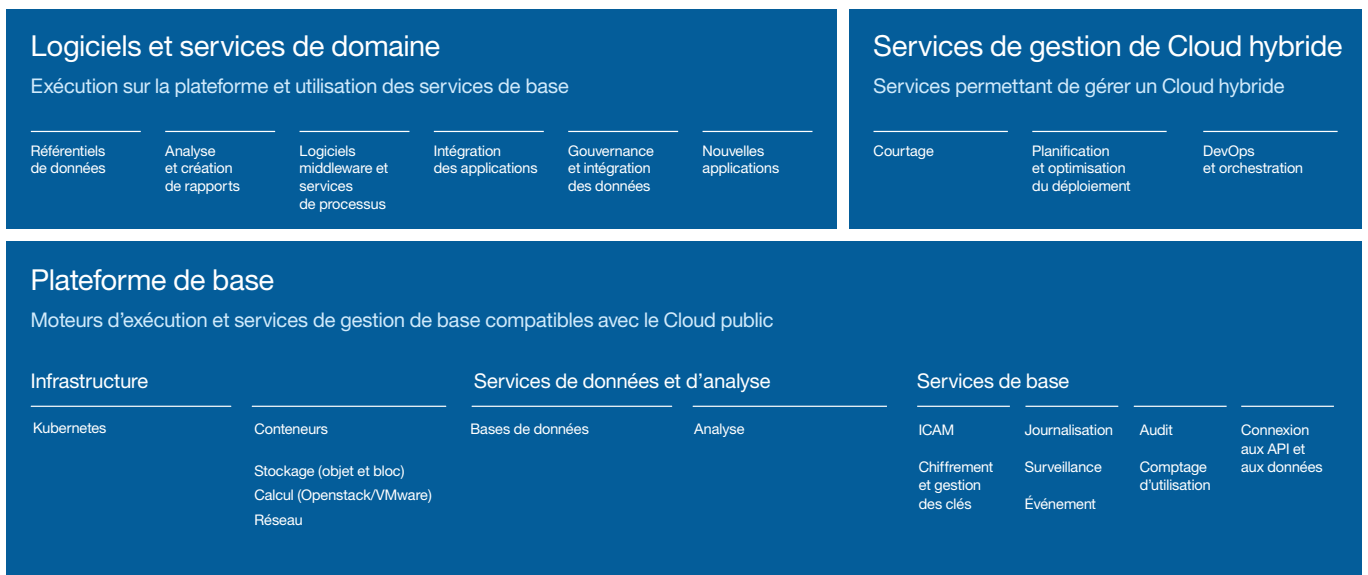 Logiciels et services de domaine
Exécution sur la plateforme et utilisation des services de base
Référentiels
de données
Analyse
et création
de rapports
Logiciels
middleware et
services
de processus
Intégration
des applications
Gouvernance
et intégration
des données
Nouvelles
applications
Services de gestion de Cloud hybride
Services permettant de gérer un Cloud hybride
Courtage
Planification
et optimisation
du déploiement
DevOps
et orchestration
Plateforme de base
Moteurs d’exécution et services de gestion de base compatibles avec le Cloud public
Infrastructure
Kubernetes
Conteneurs
Stockage (objet et bloc)
Calcul (Openstack/VMware)
Réseau
Services de données et d’analyse
Bases de données
Analyse
Services de base
ICAM
Chiffrement
et gestion
des clés
Journalisation
Surveillance
Événement
Audit
Comptage
d’utilisation
Connexion
aux API et
aux données